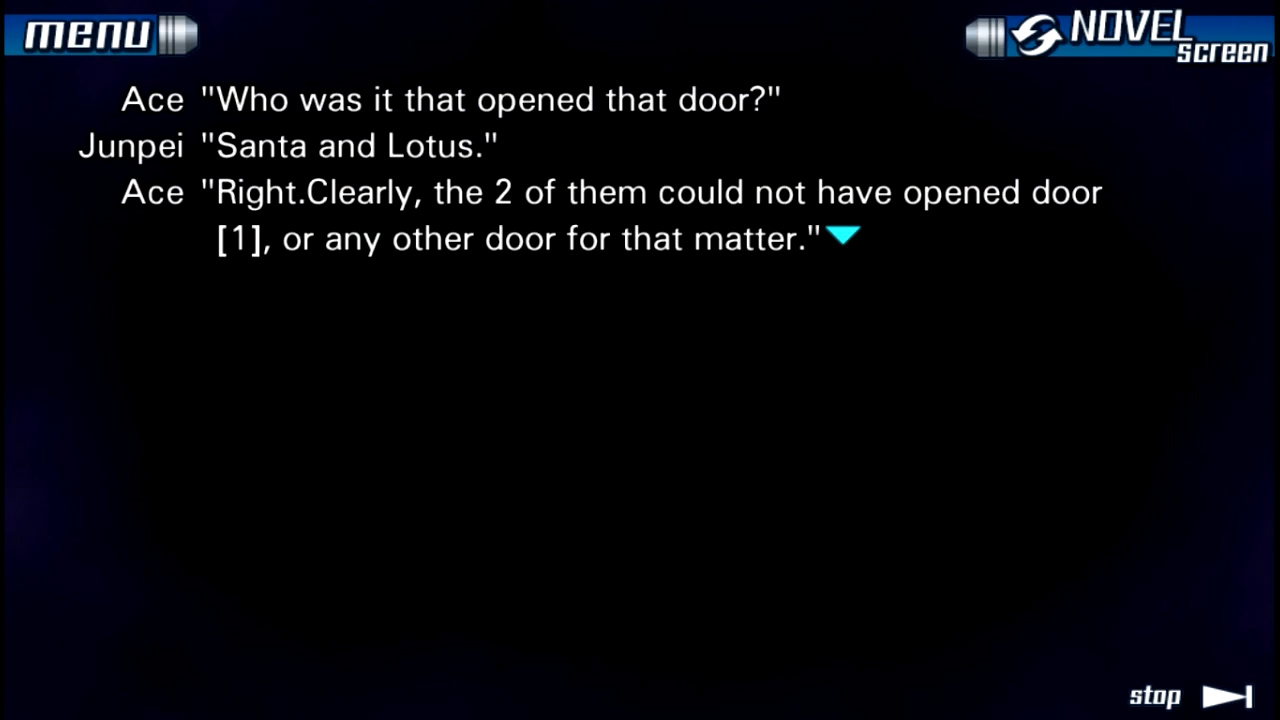 menu
NOVEL
screen
Ace "Who was it that opened that door?"
Junpei "Santa and Lotus."
Ace "Right.Clearly, the 2 of them could not have opened door
[1], or any other door for that matter."
stop